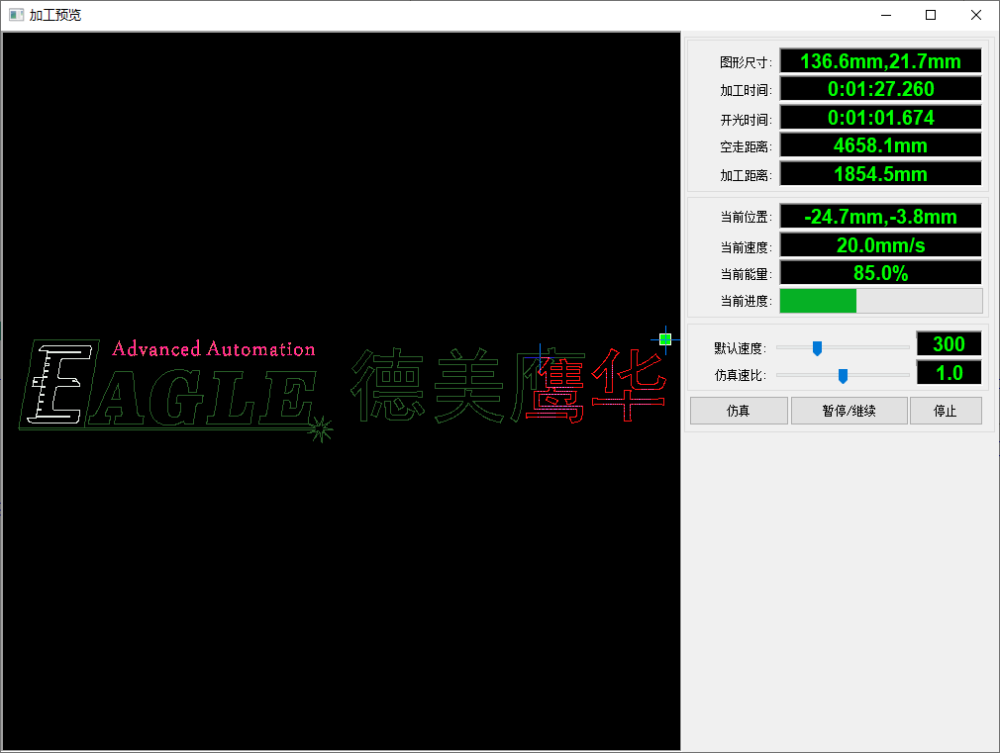 加工预览
图形尺寸: 136.6mm,21.7mm
加工时间: 0:01:27.260
开光时间: 0:01:01.674
空走距离: 4658.1mm
加工距离: 1854.5mm
当前位置: -24.7mm,-3.8mm
当前速度: 20.0mm/s
当前能量: 85.0%
当前进度:
默认速度: 300
仿真速比: 1.0
仿真 暂停/继续 停止
Advanced Automation
EAGLE 德美鹰华